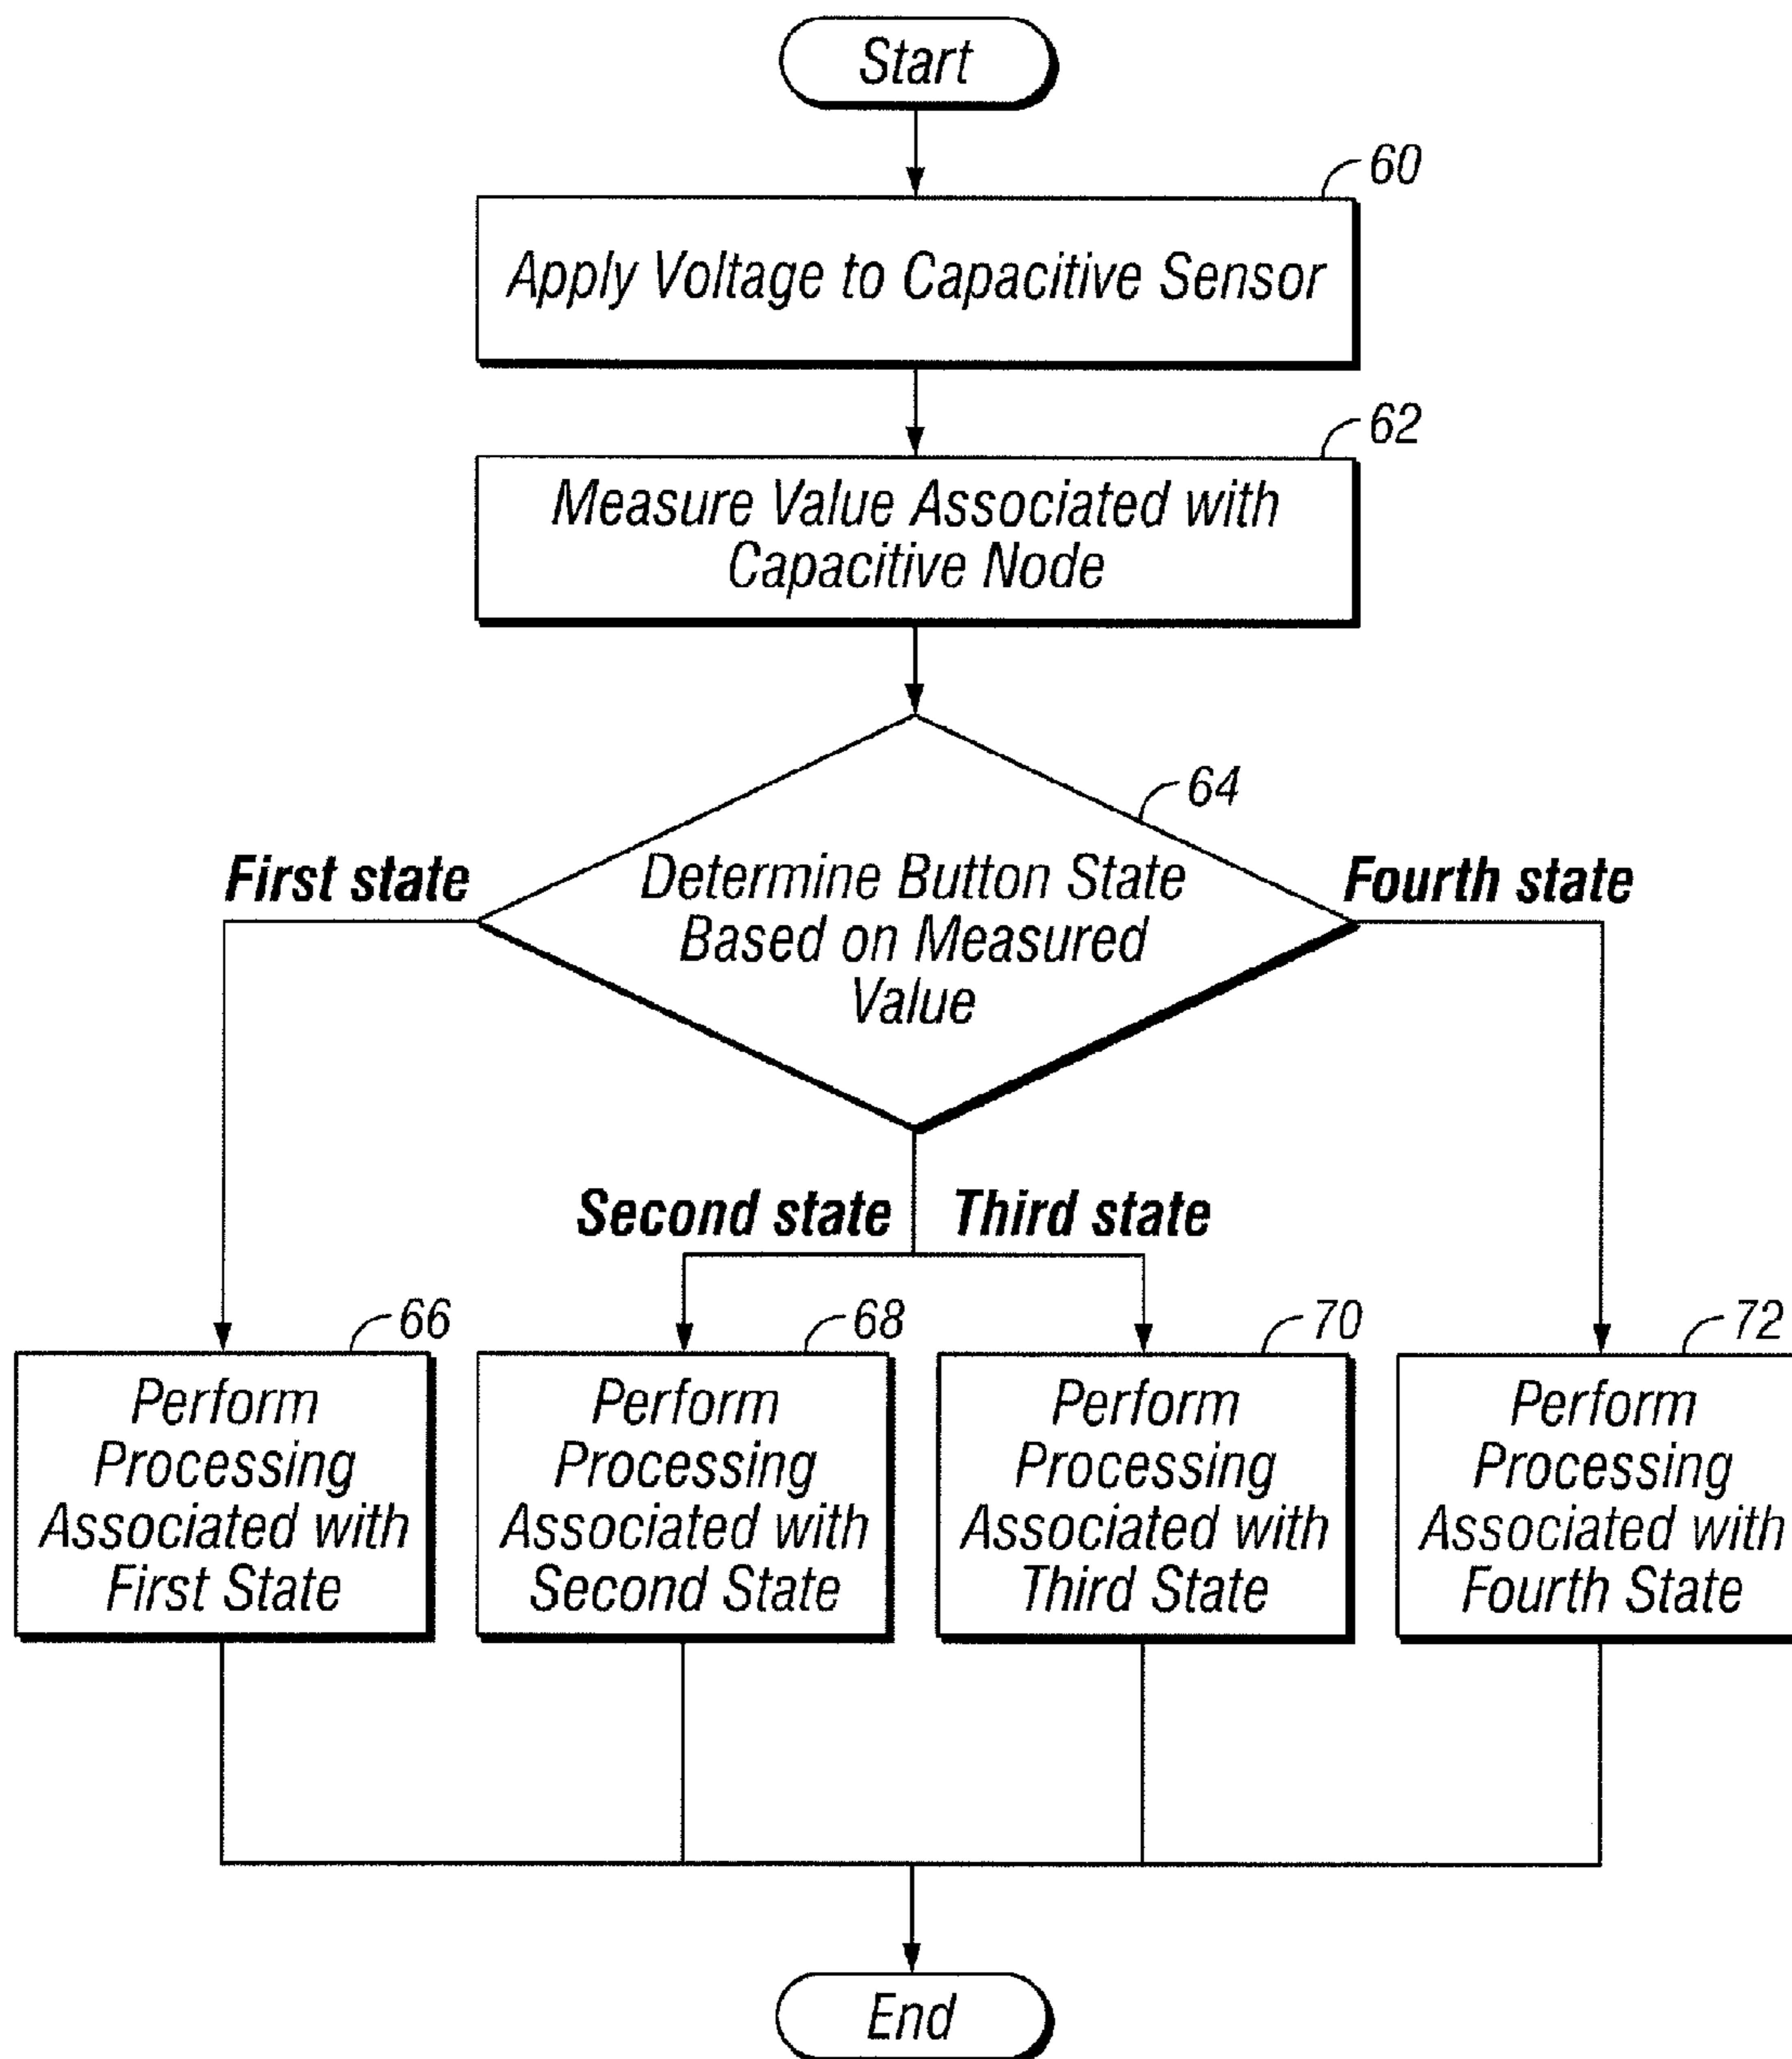 Start
60
Apply Voltage to Capacitive Sensor
62
Measure Value Associated with
Capacitive Node
64
First state
Determine Button State
Based on Measured
Value
Fourth state
Second state
Third state
66
68
70
72
Perform
Processing
Associated with
First State
Perform
Processing
Associated with
Second State
Perform
Processing
Associated with
Third State
Perform
Processing
Associated with
Fourth State
End